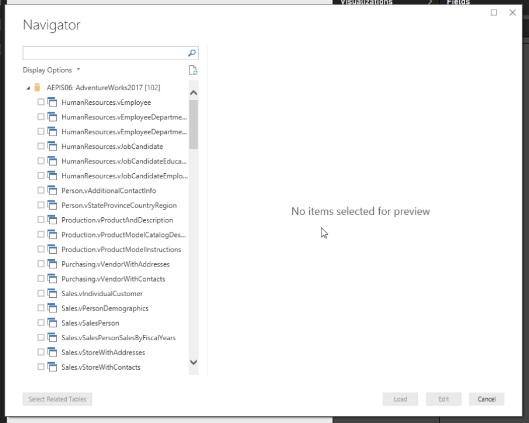 Visualizations > Fields
Navigator
Display Options
AEPIS06: AdventureWorks2017 [102]
HumanResources.vEmployee
HumanResources.vEmployeeDepartme...
HumanResources.vEmployeeDepartme...
HumanResources.vJobCandidate
HumanResources.vJobCandidateEduca...
HumanResources.vJobCandidateEmplo...
Person.vAdditionalContactInfo
Person.vStateProvinceCountryRegion
Production.vProductAndDescription
Production.vProductModelCatalogDes...
Production.vProductModelInstructions
Purchasing.vVendorWithAddresses
Purchasing.vVendorWithContacts
Sales.vIndividualCustomer
Sales.vPersonDemographics
Sales.vSalesPerson
Sales.vSalesPersonSalesByFiscalYears
Sales.vStoreWithAddresses
Sales.vStoreWithContacts
No items selected for preview
Select Related Tables
Load
Edit
Cancel